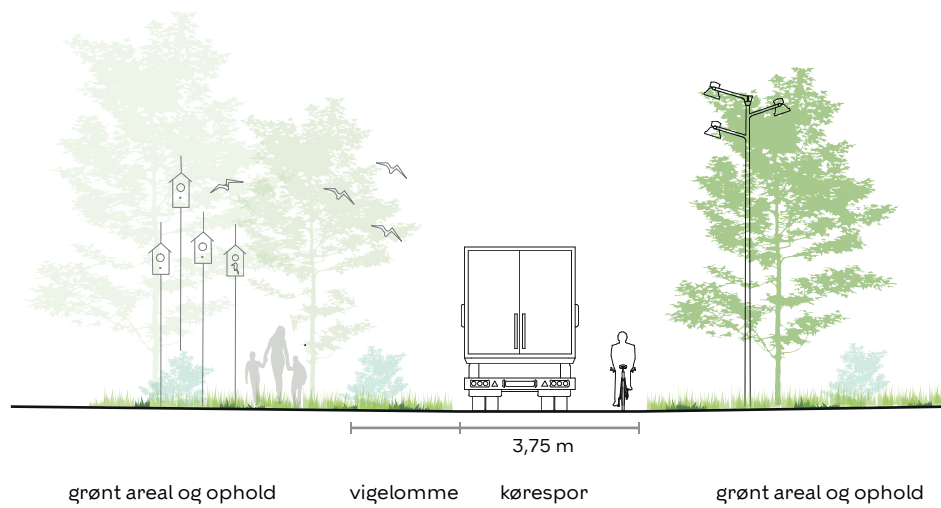 3,75 m
grønt areal og ophold
vigelomme
kørespor
grønt areal og ophold